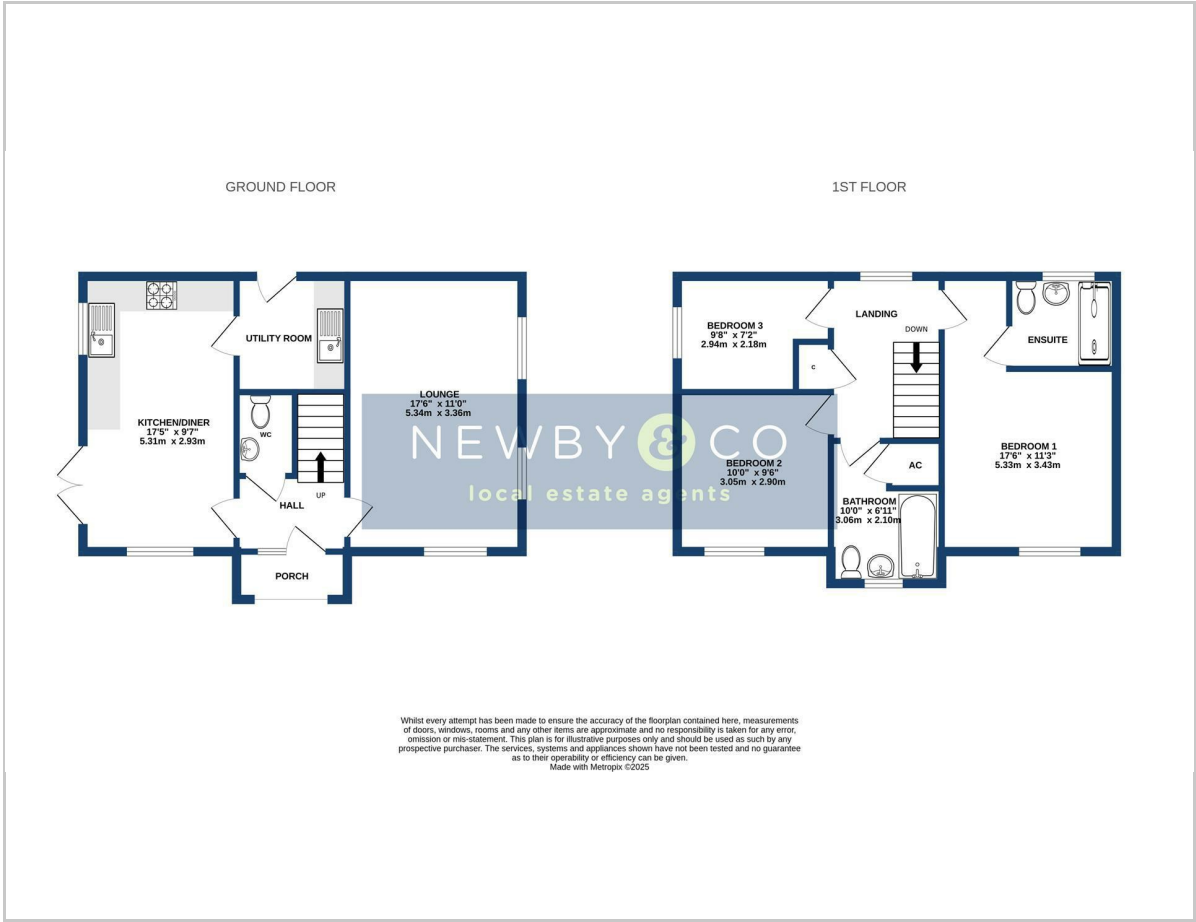 GROUND FLOOR
1ST FLOOR
UTILITY ROOM
KITCHEN/DINER
17'5" x 9'7"
5.31m x 2.93m
LOUNGE
17'6" x 11'0"
5.34m x 3.36m
WC
UP
HALL
PORCH
BEDROOM 3
9'8" x 7'2"
2.94m x 2.18m
LANDING
DOWN
ENSUITE
C
BEDROOM 2
10'0" x 9'6"
3.05m x 2.90m
BEDROOM 1
17'6" x 11'3"
5.33m x 3.43m
AC
BATHROOM
10'0" x 6'11"
3.06m x 2.10m
NEWBY & CO
local estate agents
Whilst every attempt has been made to ensure the accuracy of the floorplan contained here, measurements
of doors, windows, rooms and any other items are approximate and no responsibility is taken for any error,
omission or mis-statement. This plan is for illustrative purposes only and should be used as such by any
prospective purchaser. The services, systems and appliances shown have not been tested and no guarantee
as to their operability or efficiency can be given.
Made with Metropix ©2025